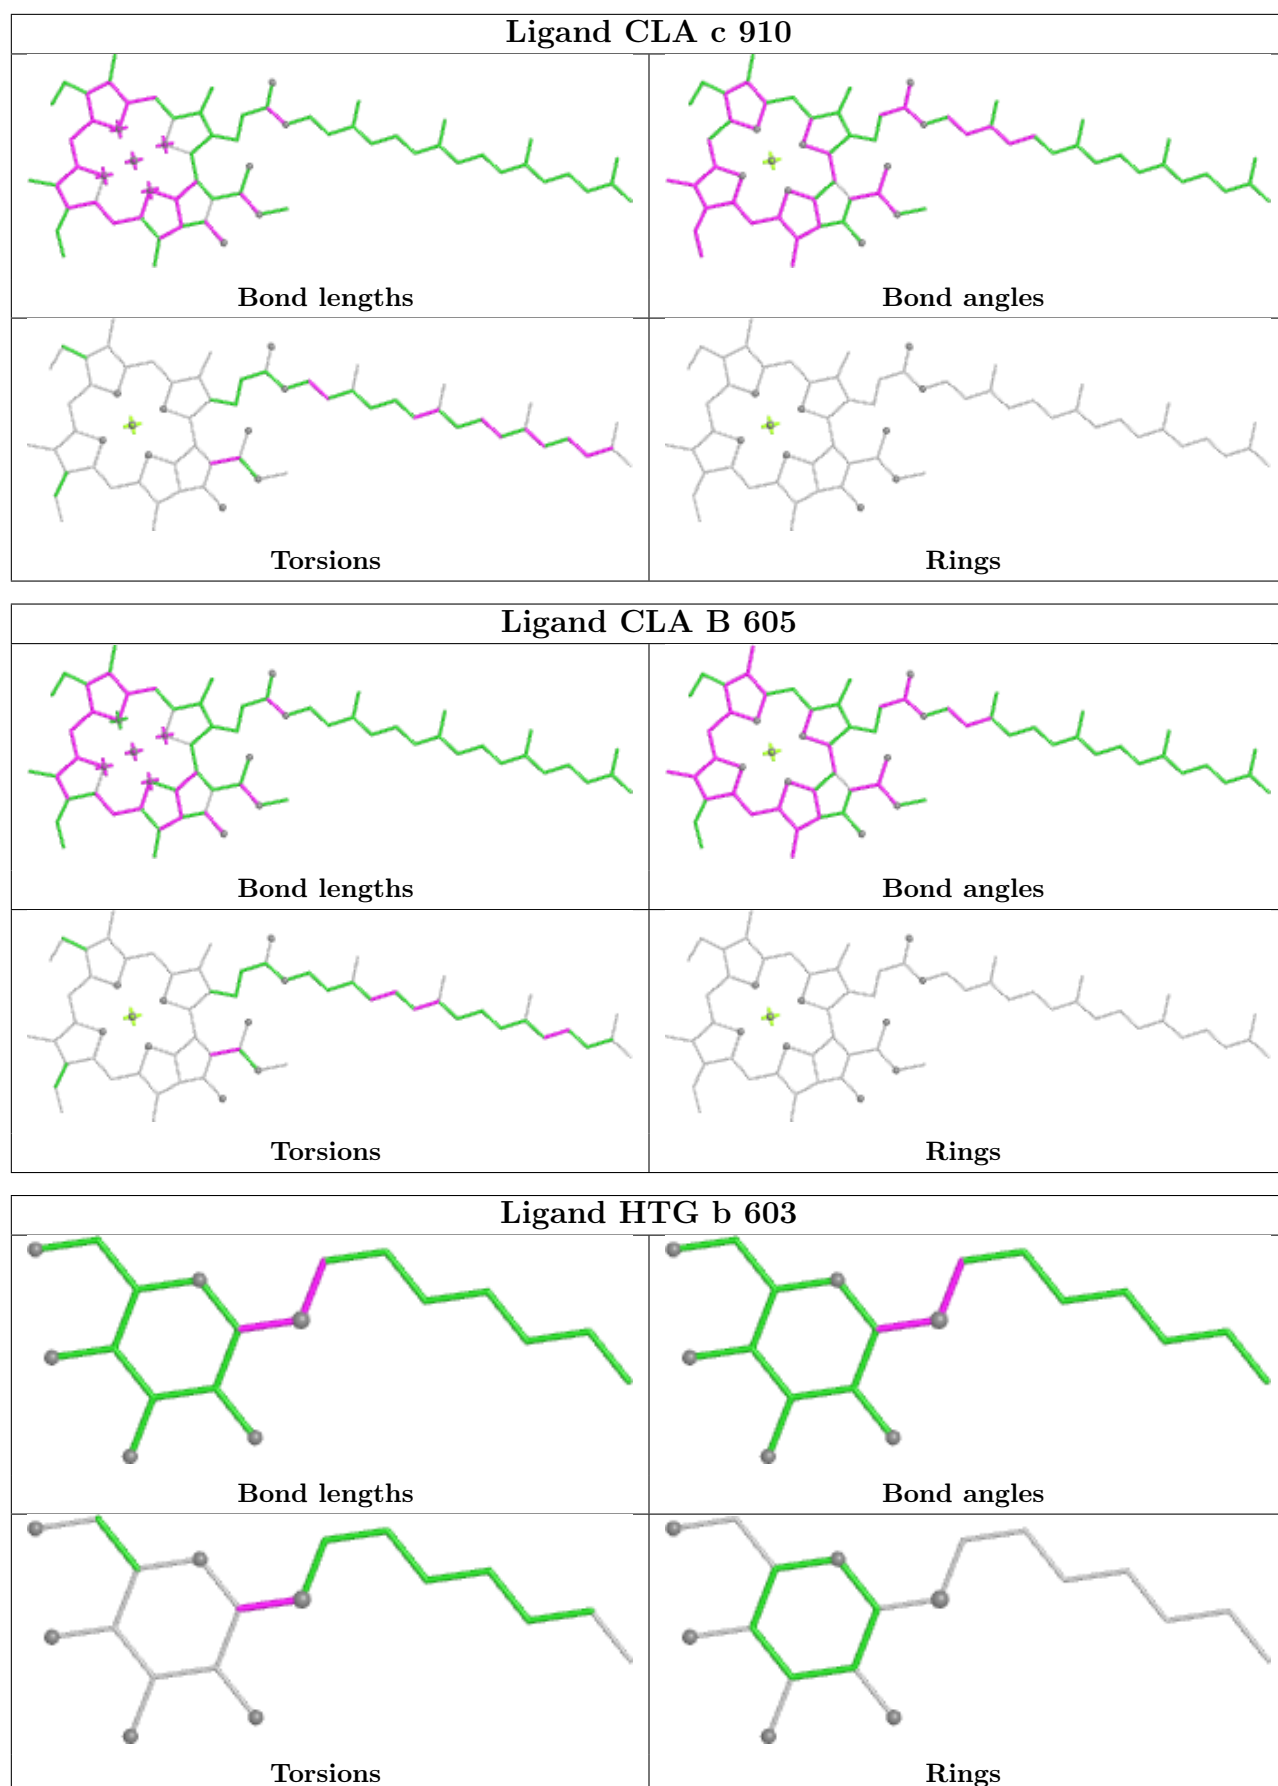 Ligand CLA c 910
Bond lengths
Bond angles
Torsions
Rings
Ligand CLA B 605
Bond lengths
Bond angles
Torsions
Rings
Ligand HTG b 603
Bond lengths
Bond angles
Torsions
Rings